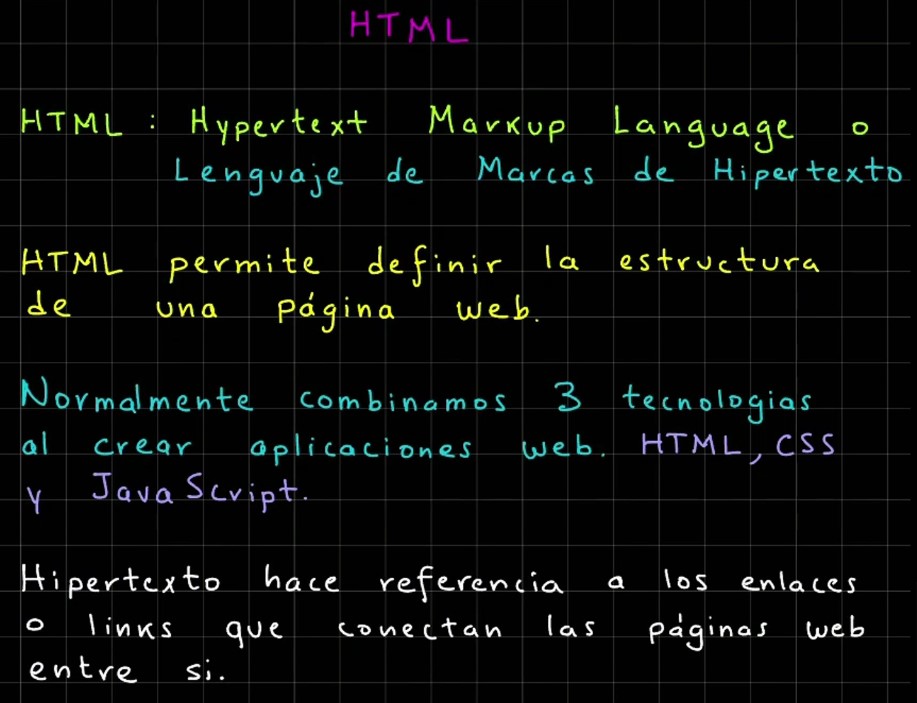 HTML
HTML : Hypertext Markup Language o
Lenguaje de Marcas de Hipertexto
HTML permite definir la estructura
de una página web.
Normalmente combinamos 3 tecnologias
al crear aplicaciones web. HTML, CSS
y JavaScript.
Hipertexto hace referencia a los enlaces
o links que conectan las páginas web
entre si.